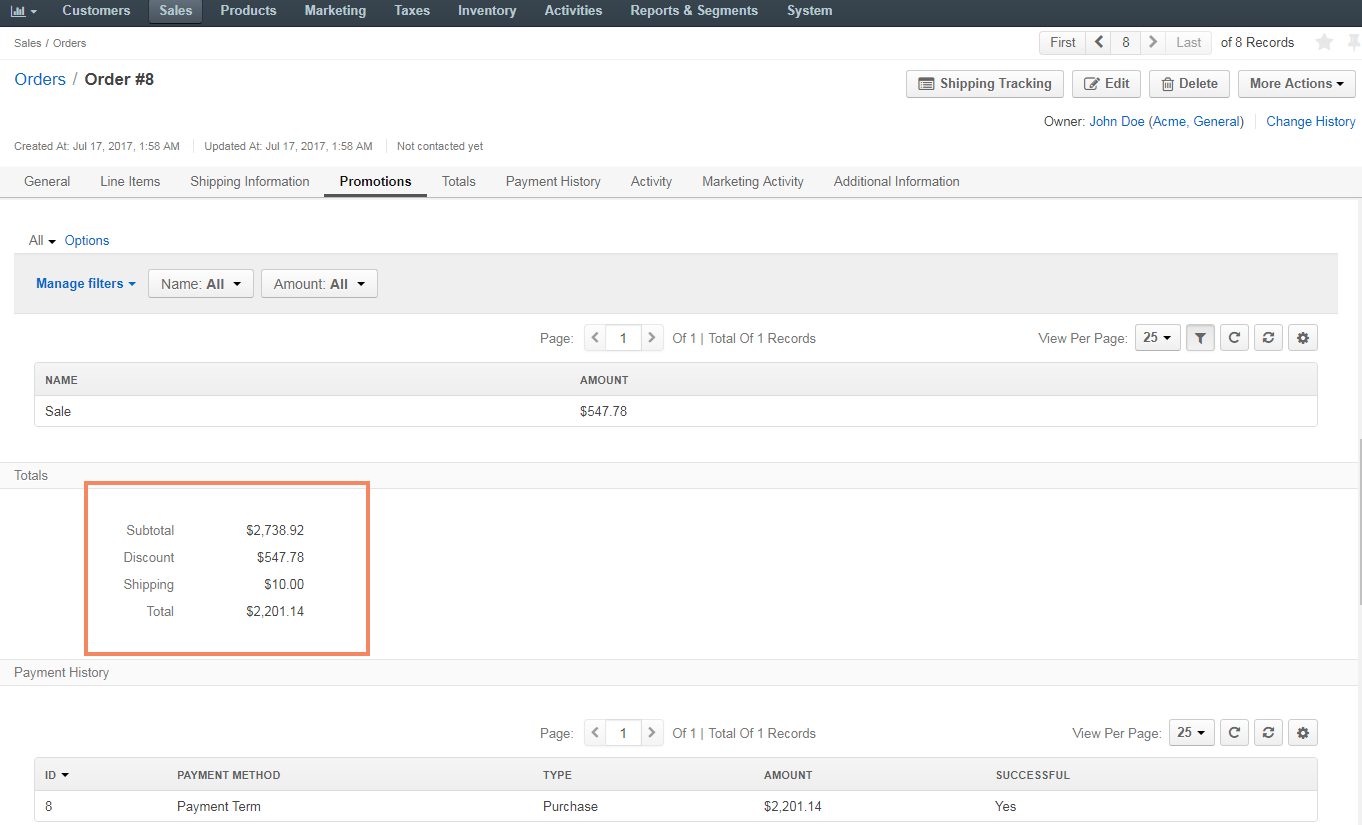 Customers Sales Products Marketing Taxes Inventory Activities Reports & Segments System
Sales / Orders First 8 Last of 8 Records
Orders / Order #8 Shipping Tracking Edit Delete More Actions
Owner: John Doe (Acme, General) Change History
Created At: Jul 17, 2017, 1:58 AM Updated At: Jul 17, 2017, 1:58 AM Not contacted yet
General Line Items Shipping Information Promotions Totals Payment History Activity Marketing Activity Additional Information
All Options
Manage filters Name: All Amount: All
Page: 1 Of 1 | Total Of 1 Records View Per Page: 25
NAME AMOUNT
Sale $547.78
Totals
Subtotal $2,738.92
Discount $547.78
Shipping $10.00
Total $2,201.14
Payment History
Page: 1 Of 1 | Total Of 1 Records View Per Page: 25
ID PAYMENT METHOD TYPE AMOUNT SUCCESSFUL
8 Payment Term Purchase $2,201.14 Yes